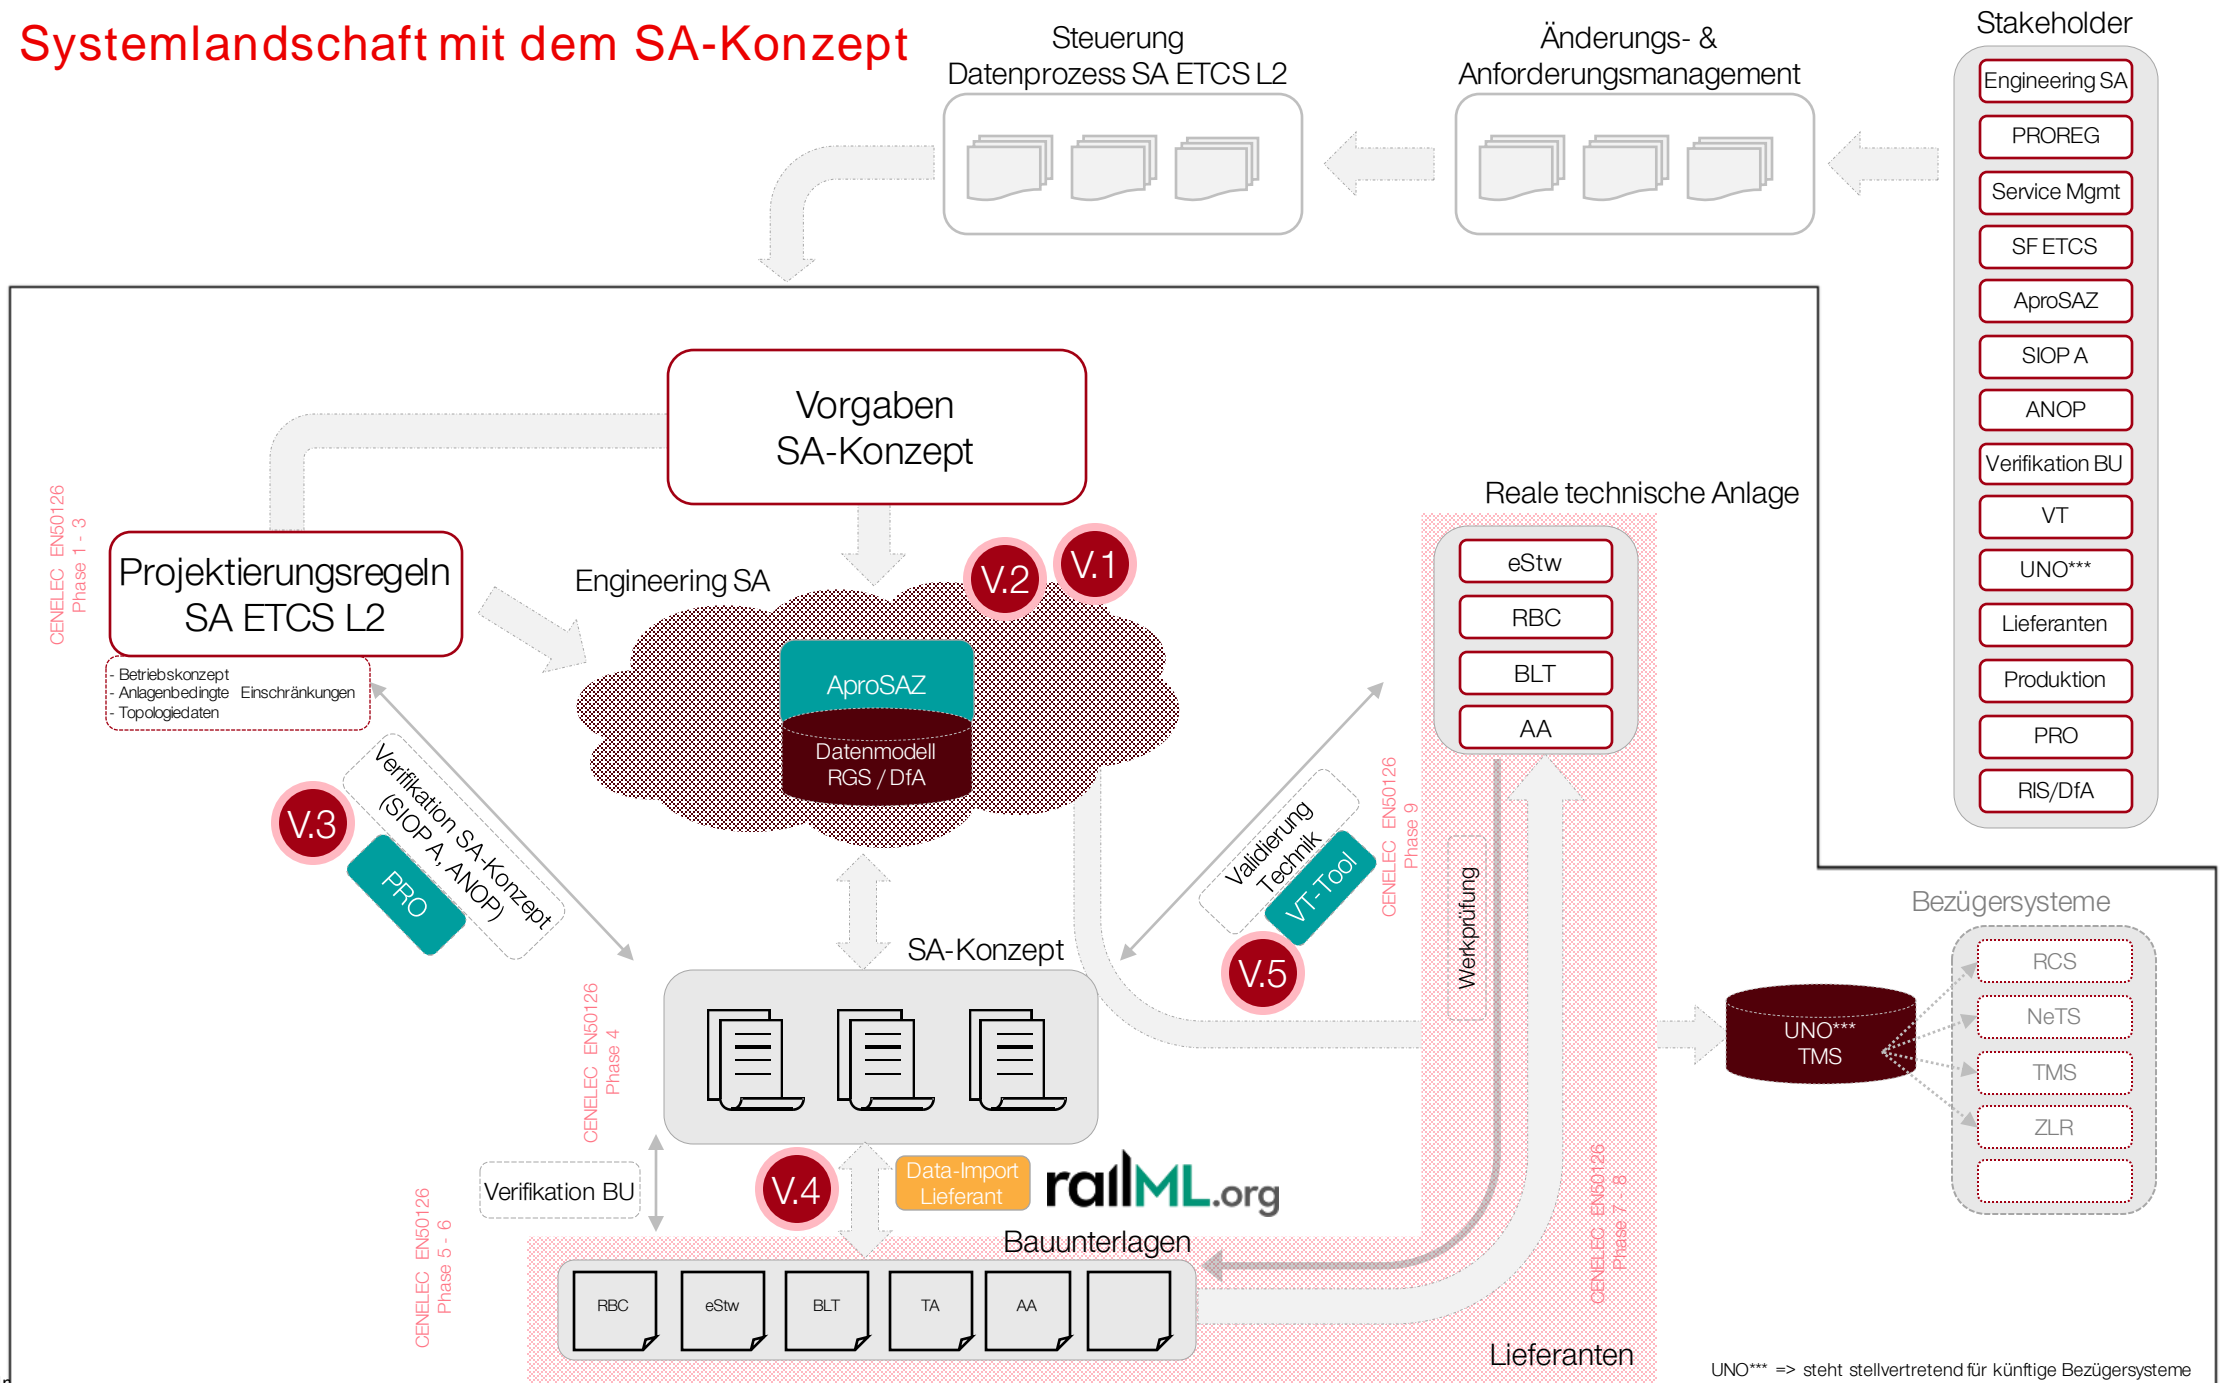 Systemlandschaft mit dem SA-Konzept
Steuerung
Datenprozess SA ETCS L2
Änderungs- &
Anforderungsmanagement
Stakeholder
Engineering SA
PROREG
Service Mgmt
SF ETCS
AproSAZ
SIOP A
ANOP
Verifikation BU
VT
UNO***
Lieferanten
Produktion
PRO
RIS/DfA
Vorgaben
SA-Konzept
CENELEC EN50126
Phase 1 - 3
Projektierungsregeln
SA ETCS L2
- Betriebskonzept
- Anlagenbedingte Einschränkungen
- Topologiedaten
Engineering SA
V.2
V.1
AproSAZ
Datenmodell
RGS / DfA
Reale technische Anlage
eStw
RBC
BLT
AA
V.3
Verifikation SA-Konzept
(SIOP A, ANOP)
PRO
Validierung
Technik
VT-Tool
V.5
CENELEC EN50126
Phase 9
Werkprüfung
SA-Konzept
CENELEC EN50126
Phase 4
Bezügersysteme
RCS
NeTS
TMS
ZLR
UNO***
TMS
Verifikation BU
V.4
Data-Import
Lieferant
railML.org
CENELEC EN50126
Phase 5 - 6
Bauunterlagen
RBC
eStw
BLT
TA
AA
CENELEC EN50126
Phase 7 - 8
Lieferanten
UNO*** => steht stellvertretend für künftige Bezügersysteme